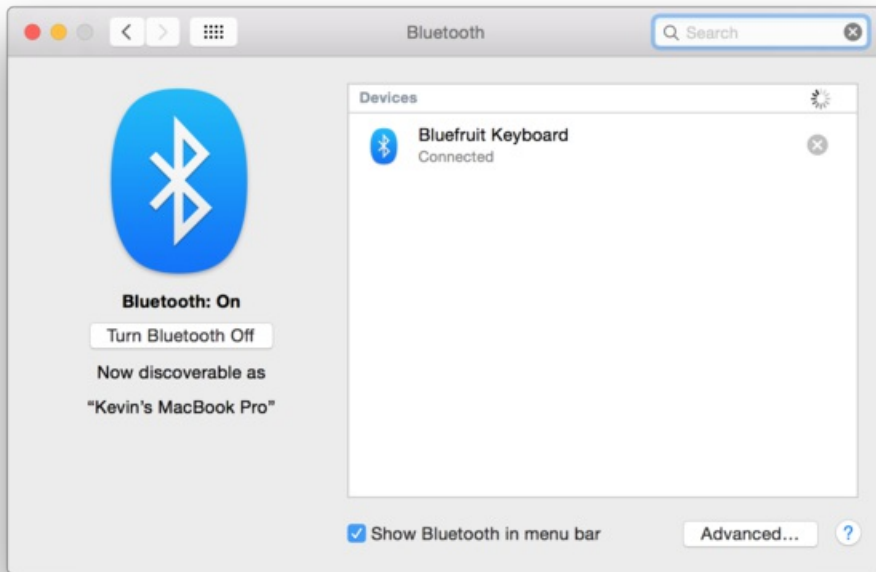 Bluetooth
Search
Devices
Bluefruit Keyboard
Connected
Bluetooth: On
Turn Bluetooth Off
Now discoverable as
“Kevin’s MacBook Pro”
Show Bluetooth in menu bar
Advanced...
?